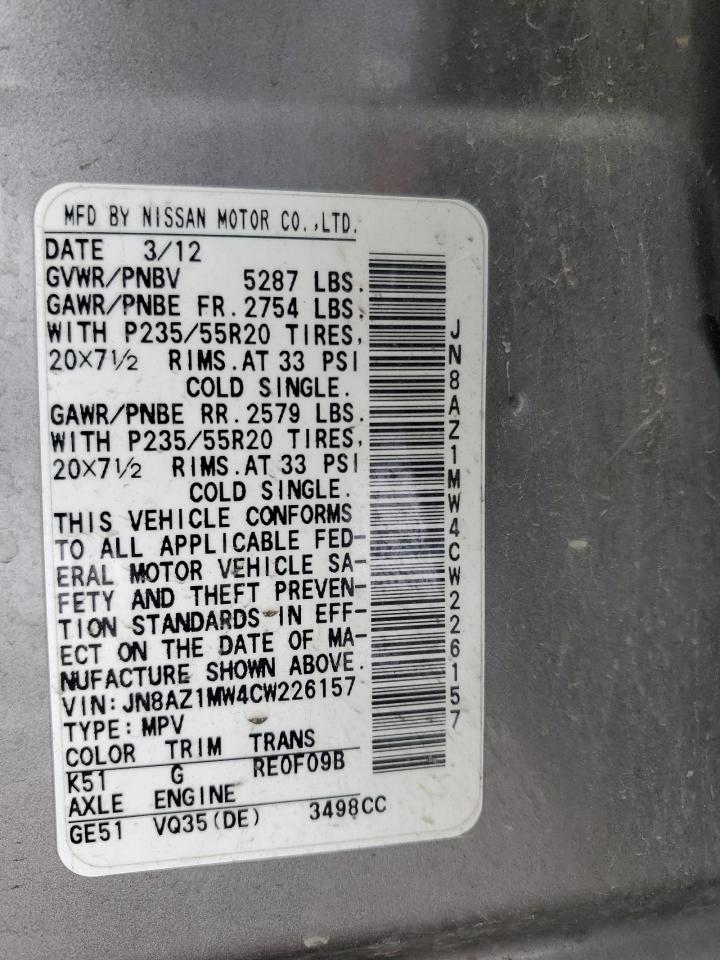 MFD BY NISSAN MOTOR CO.,LTD.
DATE 3/12
GVWR/PNBV 5287 LBS.
GAWR/PNBE FR.2754 LBS.
WITH P235/55R20 TIRES,
20×7½ RIMS.AT 33 PSI
COLD SINGLE.
GAWR/PNBE RR.2579 LBS.
WITH P235/55R20 TIRES,
20×7½ RIMS.AT 33 PSI
COLD SINGLE.
THIS VEHICLE CONFORMS
TO ALL APPLICABLE FED-
ERAL MOTOR VEHICLE SA-
FETY AND THEFT PREVEN-
TION STANDARDS IN EFF-
ECT ON THE DATE OF MA-
NUFACTURE SHOWN ABOVE.
VIN:JN8AZ1MW4CW226157
TYPE:MPV
COLOR TRIM TRANS
K51 G RE0F09B
AXLE ENGINE
GE51 VQ35(DE) 3498CC
JN8AZ1MW4CW226157